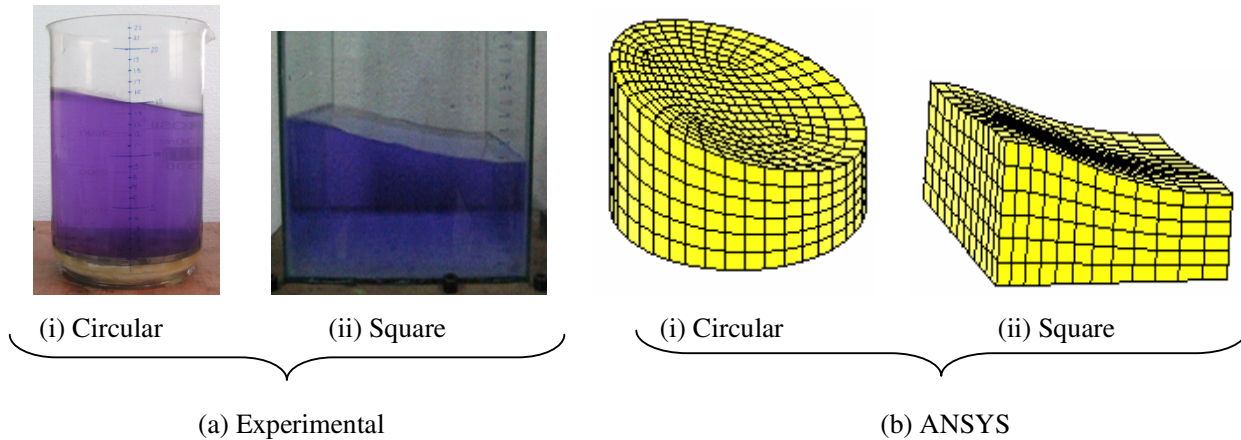 (i) Circular
(ii) Square
(i) Circular
(ii) Square
(a) Experimental
(b) ANSYS